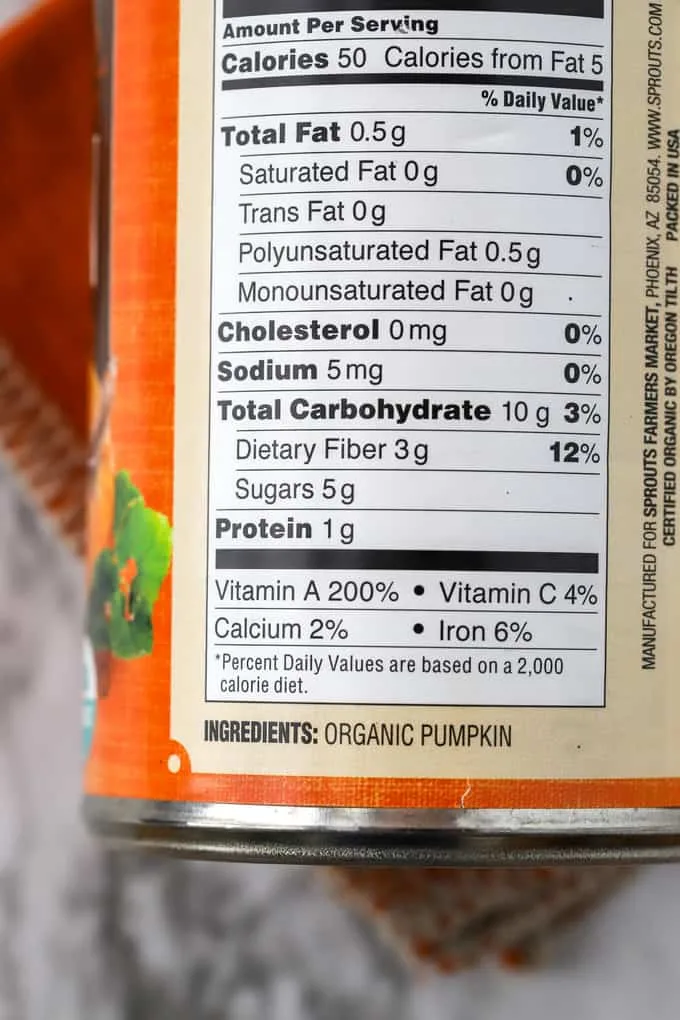 Amount Per Serving
Calories 50 Calories from Fat 5
% Daily Value*
Total Fat 0.5g 1%
Saturated Fat 0g 0%
Trans Fat 0g
Polyunsaturated Fat 0.5g
Monounsaturated Fat 0g
Cholesterol 0mg 0%
Sodium 5mg 0%
Total Carbohydrate 10g 3%
Dietary Fiber 3g 12%
Sugars 5g
Protein 1g
Vitamin A 200% • Vitamin C 4%
Calcium 2% • Iron 6%
*Percent Daily Values are based on a 2,000
calorie diet.
INGREDIENTS: ORGANIC PUMPKIN
MANUFACTURED FOR SPROUTS FARMERS MARKET, PHOENIX, AZ 85054. WWW.SPROUTS.COM
CERTIFIED ORGANIC BY OREGON TILTH PACKED IN USA